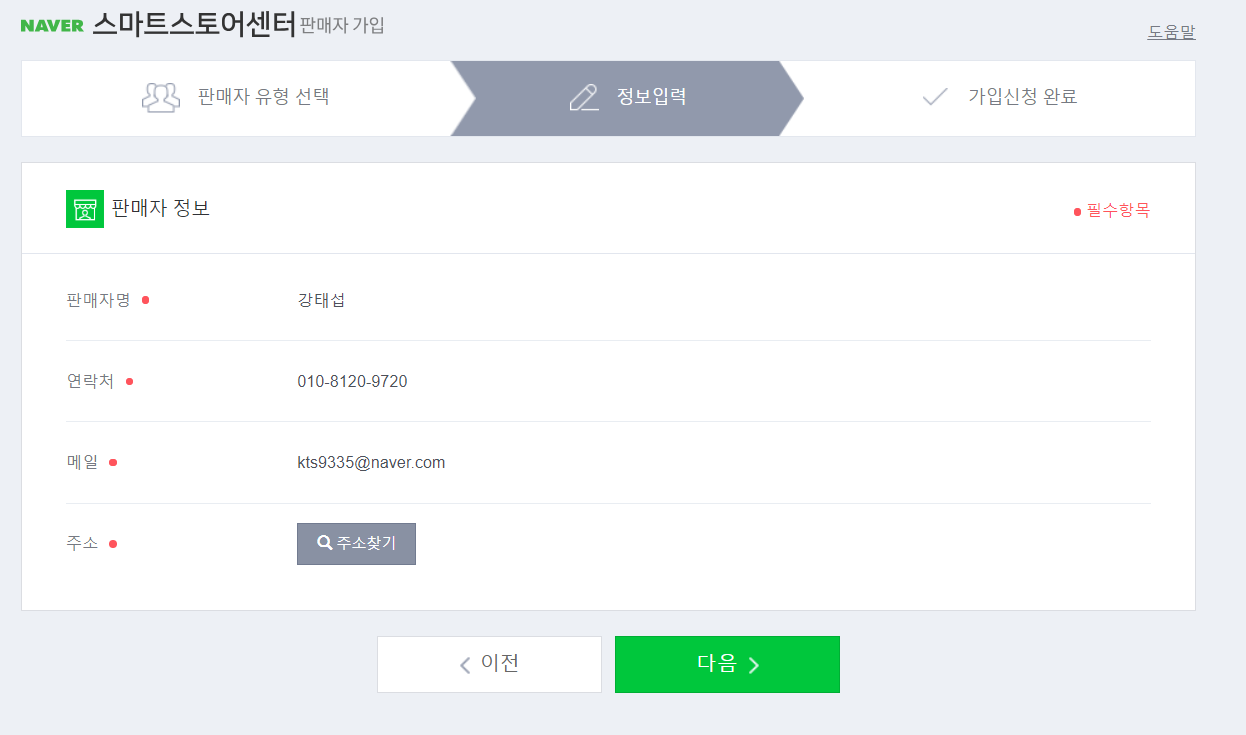 NAVER 스마트스토어센터 판매자 가입
도움말
판매자 유형 선택
정보입력
가입신청 완료
판매자 정보
필수항목
판매자명
강태섭
연락처
010-8120-9720
메일
kts9335@naver.com
주소
주소찾기
이전
다음